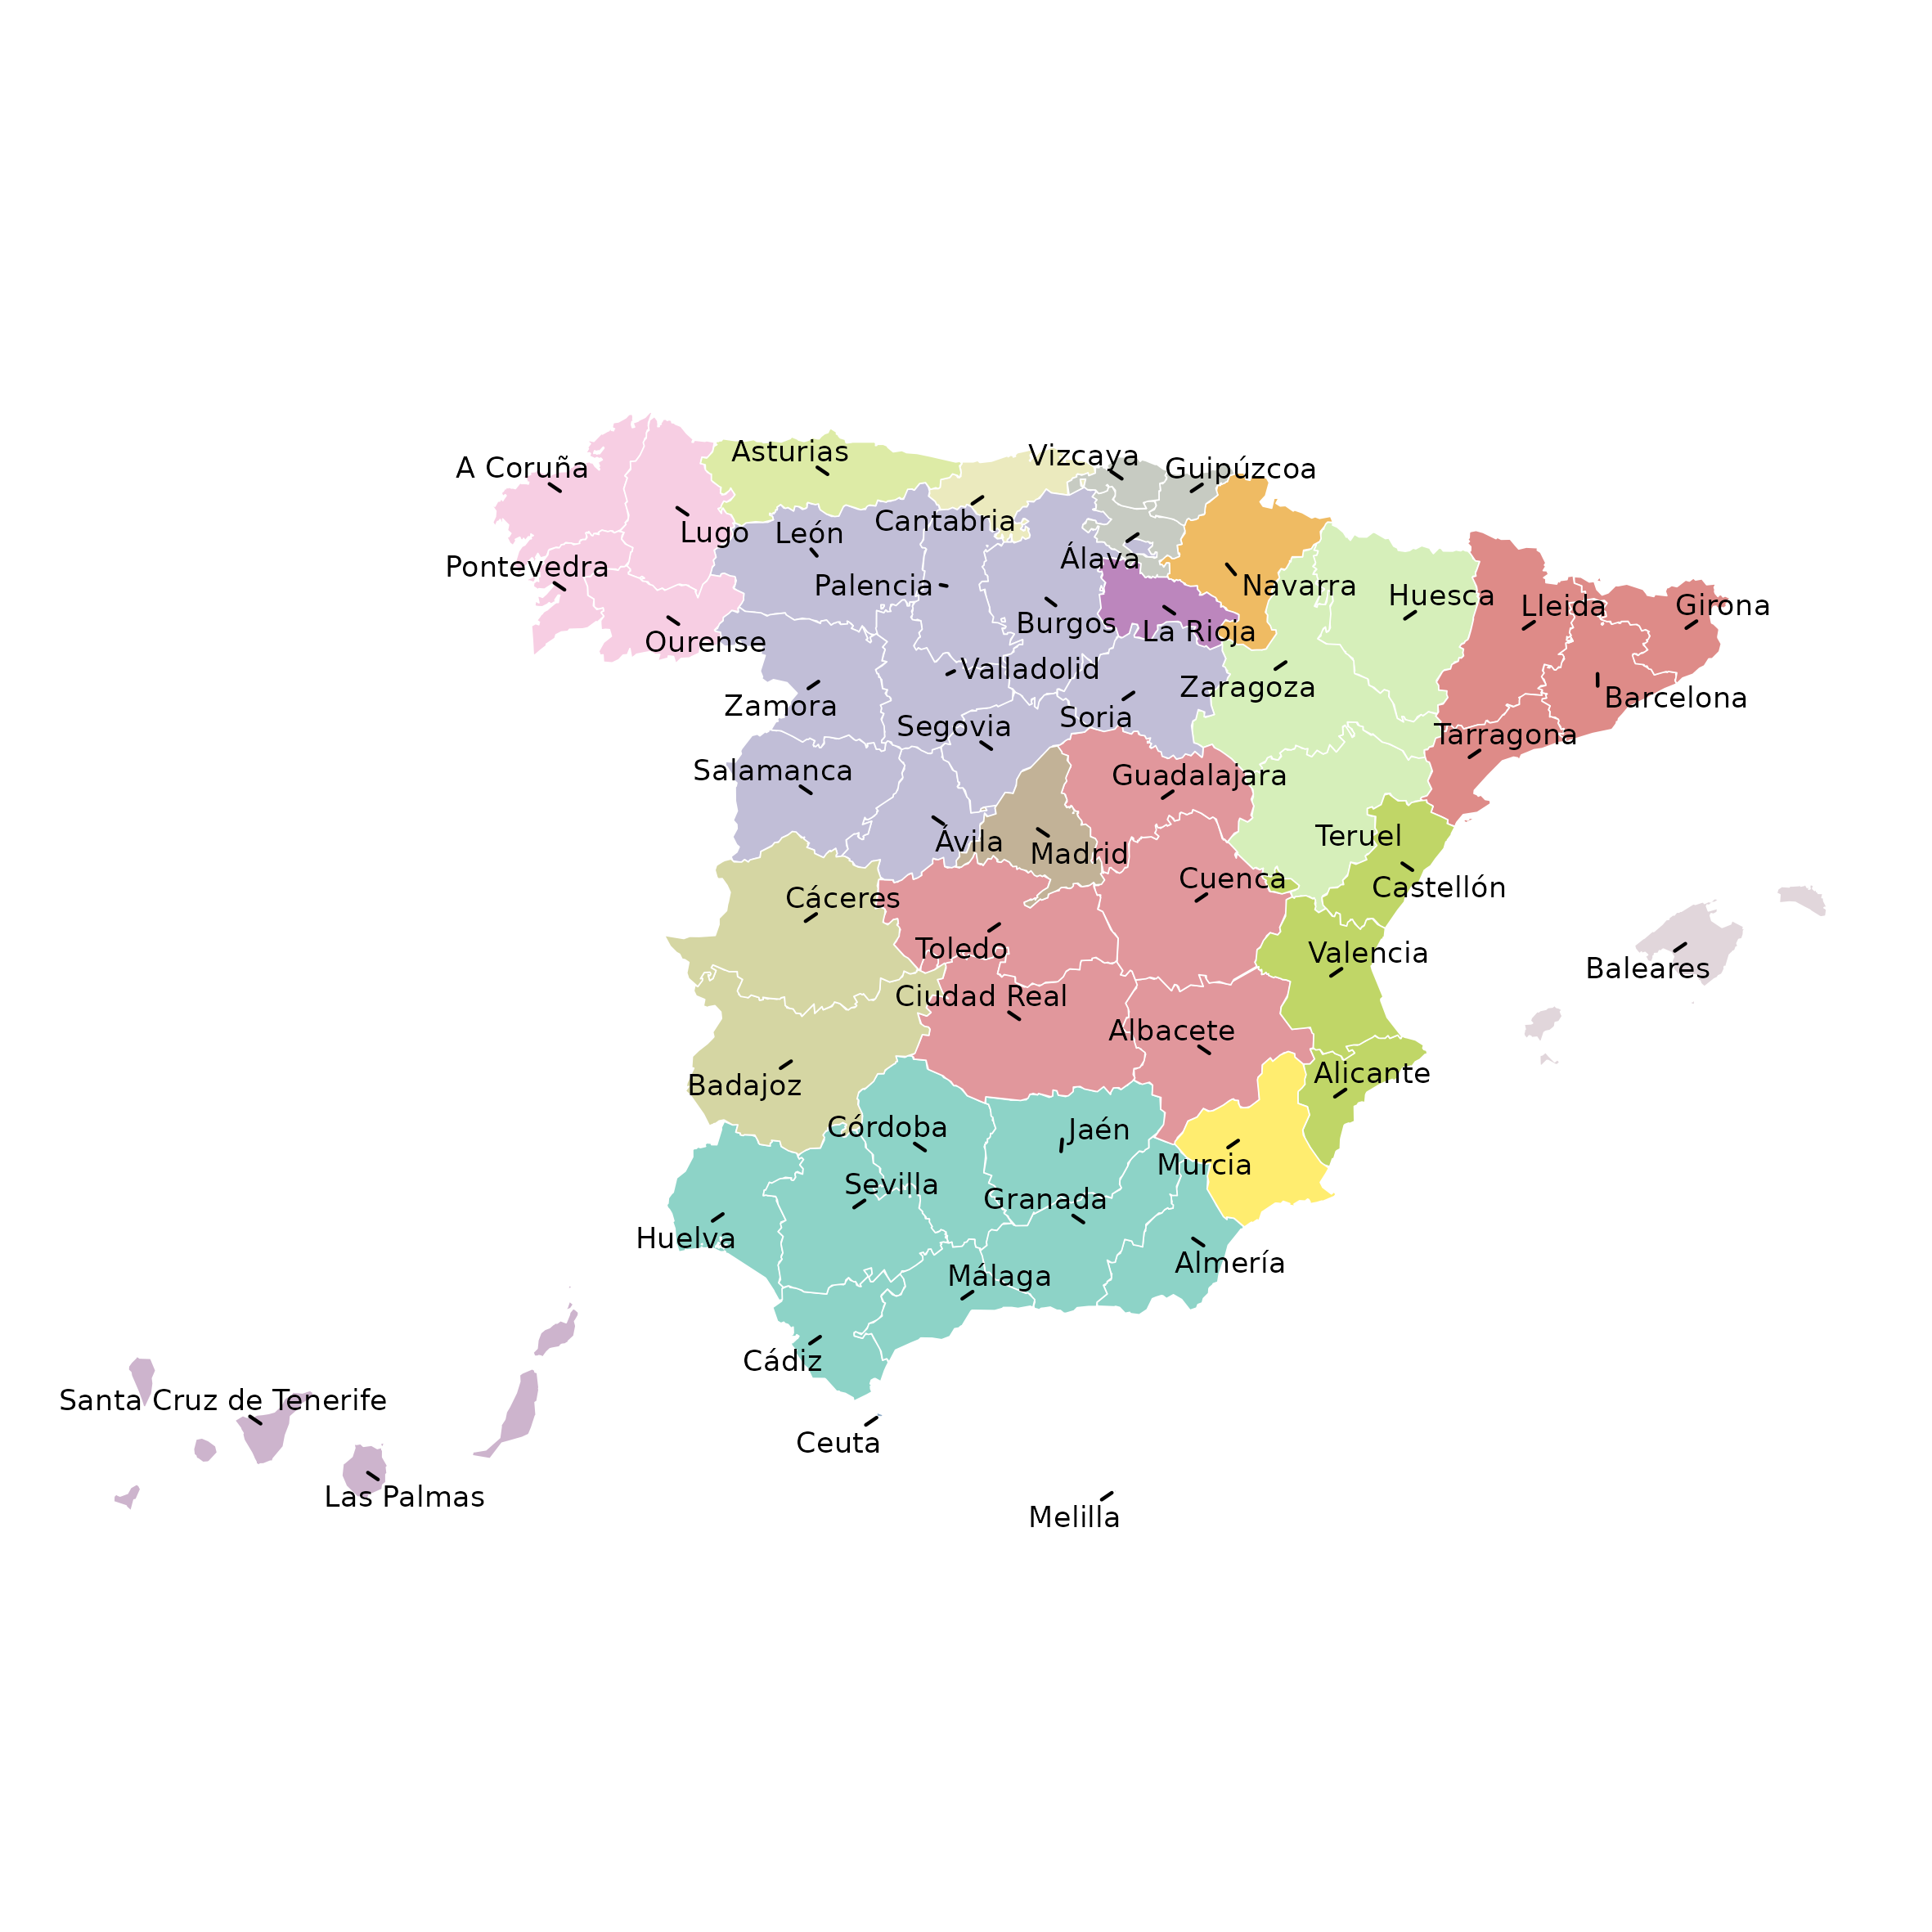 Asturias
Vizcaya
A Coruña
Guipúzcoa
Cantabria
Lugo
León
Álava
Pontevedra
Palencia
Navarra
Huesca
Lleida
Girona
Burgos
La Rioja
Ourense
Valladolid
Zaragoza
Barcelona
Zamora
Soria
Segovia
Tarragona
Salamanca
Guadalajara
Teruel
Ávila
Madrid
Cuenca
Castellón
Cáceres
Toledo
Valencia
Baleares
Ciudad Real
Albacete
Alicante
Badajoz
Córdoba
Jaén
Murcia
Sevilla
Granada
Huelva
Almería
Málaga
Cádiz
Santa Cruz de Tenerife
Ceuta
Las Palmas
Melilla